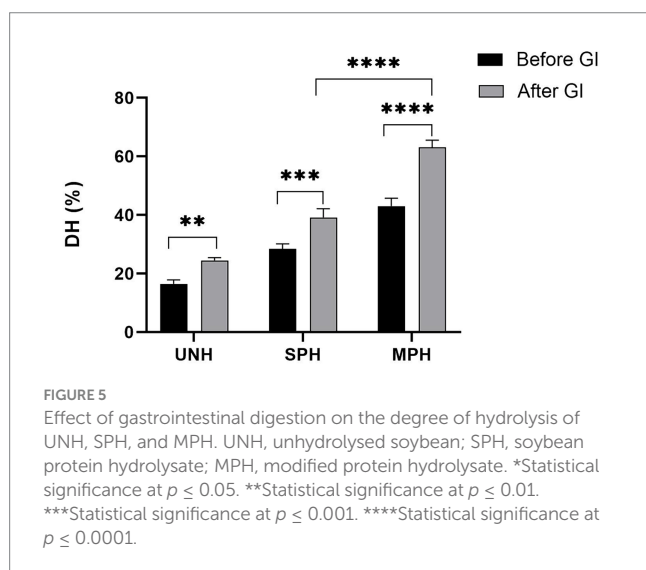 Before GI
After GI
****
****
***
**
80
60
40
20
0
DH (%)
UNH SPH MPH
FIGURE 5
Effect of gastrointestinal digestion on the degree of hydrolysis of
UNH, SPH, and MPH. UNH, unhydrolysed soybean; SPH, soybean
protein hydrolysate; MPH, modified protein hydrolysate. *Statistical
significance at p ≤ 0.05. **Statistical significance at p ≤ 0.01.
***Statistical significance at p ≤ 0.001. ****Statistical significance at
p ≤ 0.0001.